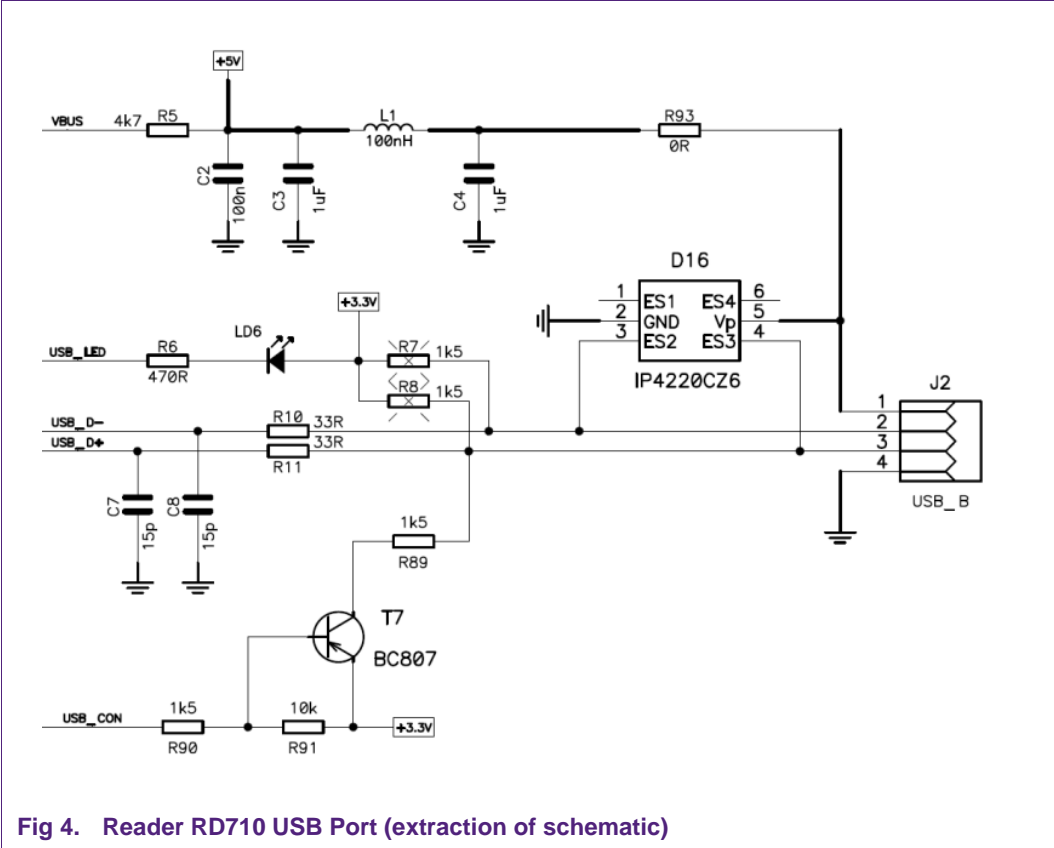 +5V
VBUS 4k7 R5
L1
100nH
R93
0R
C2
100n
C3
1uF
C4
1uF
D16
1 ES1 ES4 6
2 GND Vp 5
3 ES2 ES3 4
IP4220CZ6
+3.3V
LD6
USB_LED R6
470R
R7 1k5
R8 1k5
J2
1
2
3
4
USB_B
USB_D- R10 33R
USB_D+ 33R
R11
C7
15p
C8
15p
1k5
R89
T7
BC807
USB_CON 1k5
R90
10k
R91
+3.3V
Fig 4. Reader RD710 USB Port (extraction of schematic)